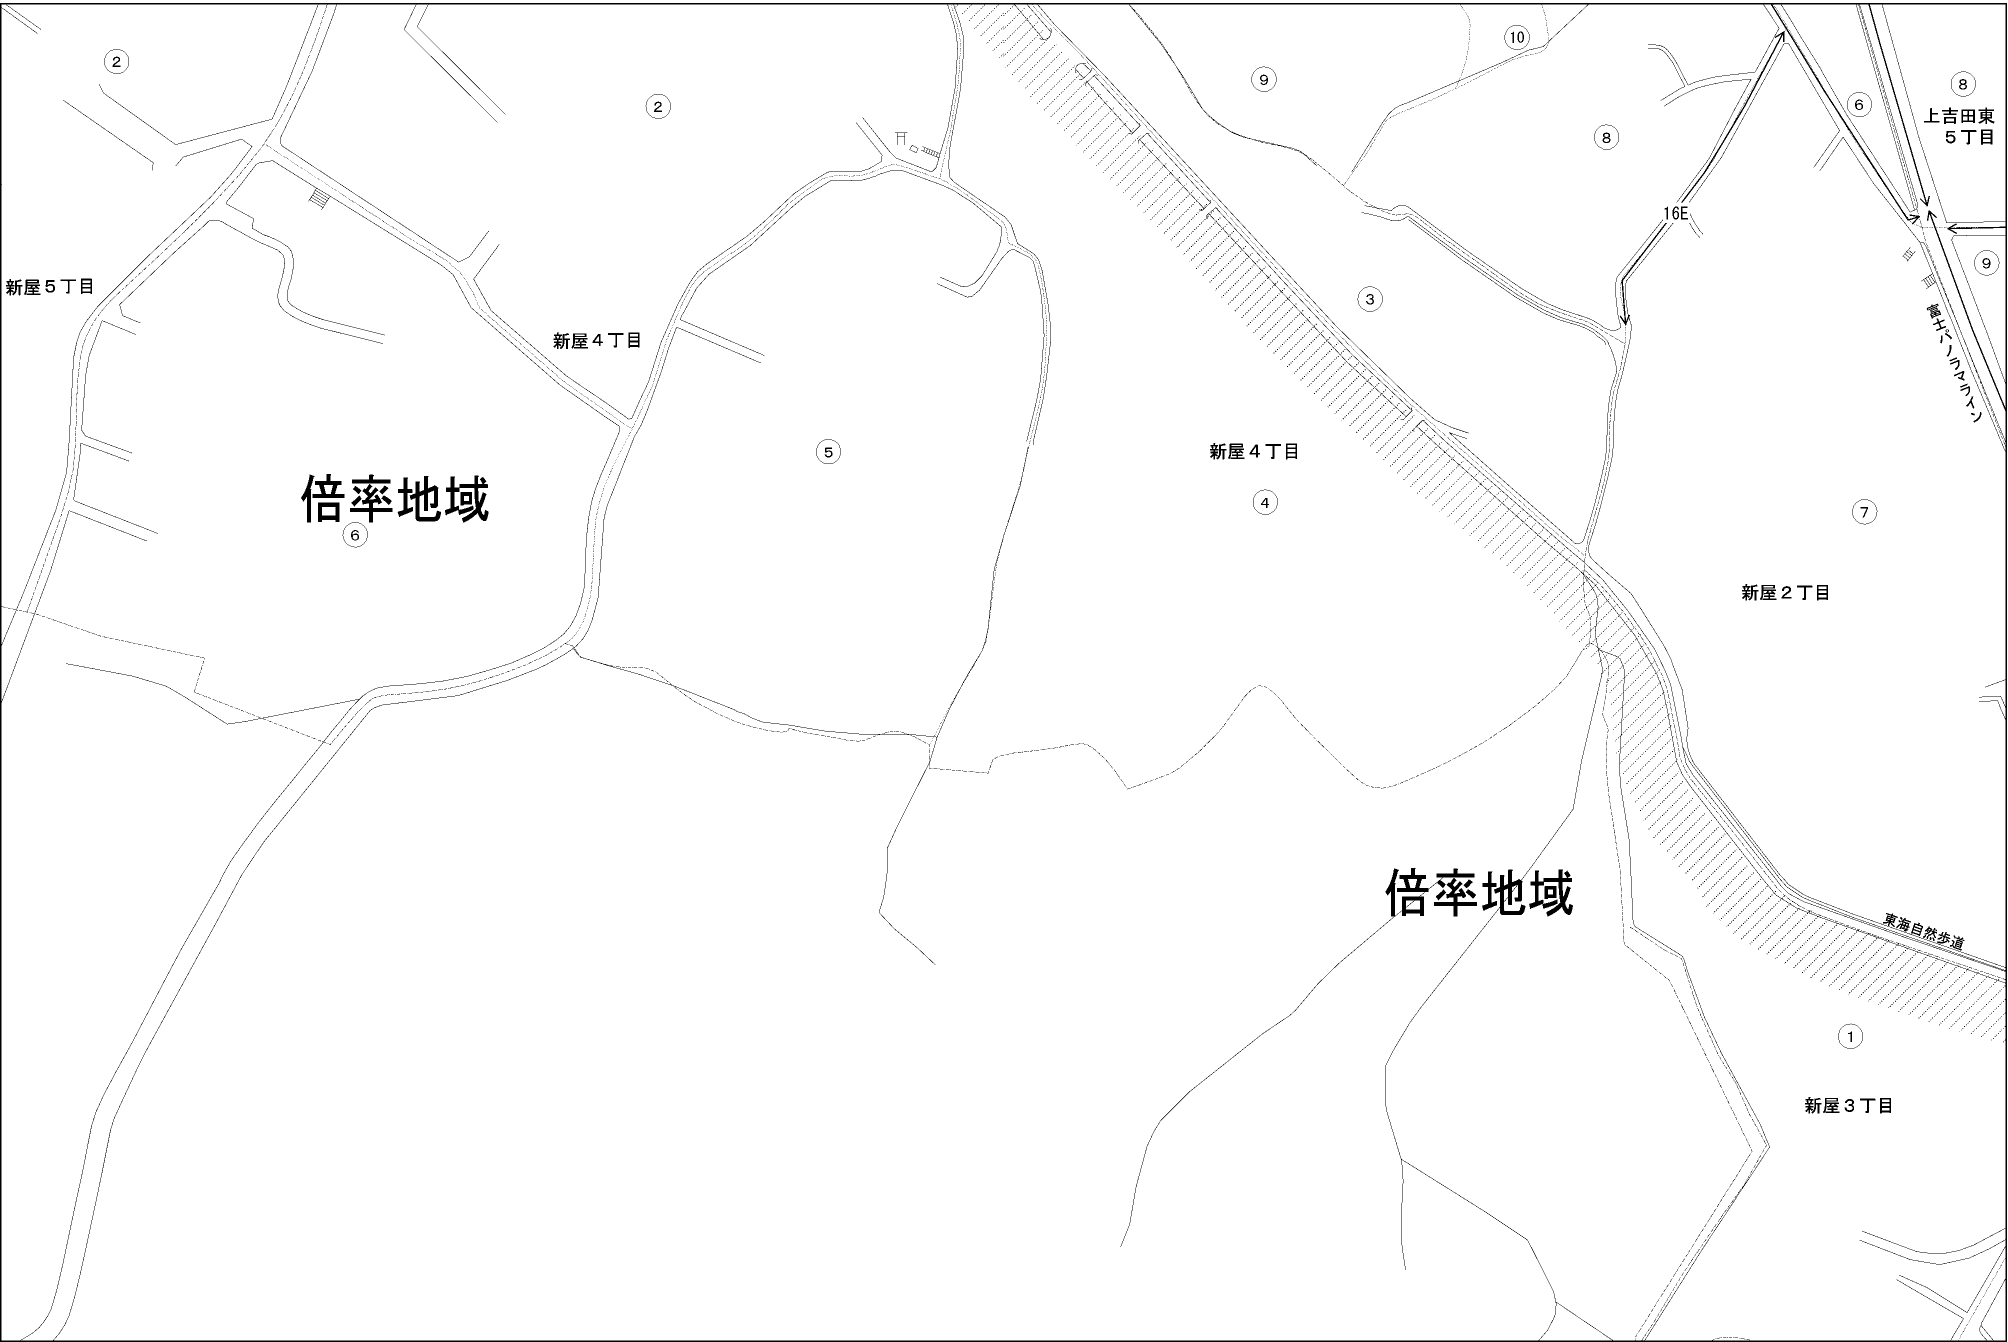 ⑩
②
⑨
⑧
②
⑥
⑧
上吉田東
５丁目
16E
新屋５丁目
③
⑨
富士パノラマライン
新屋４丁目
⑤
新屋４丁目
倍率地域
④
⑦
⑥
新屋２丁目
倍率地域
東海自然歩道
①
新屋３丁目